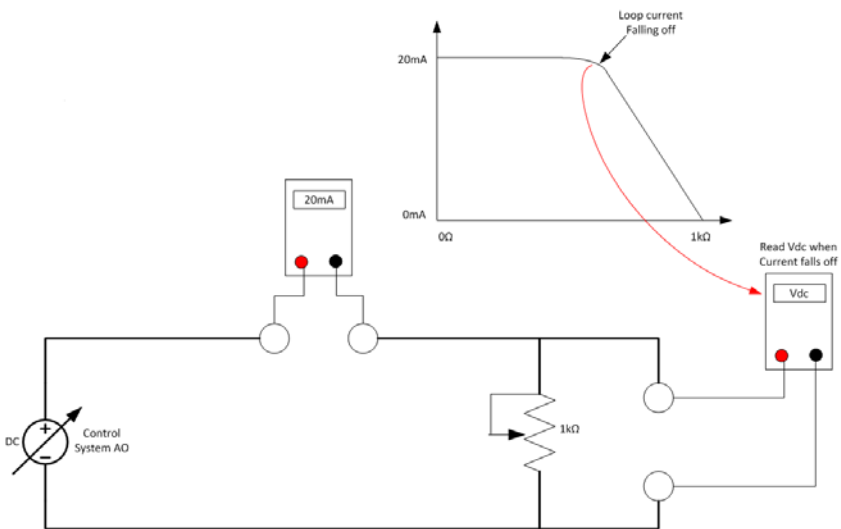 Loop current
Falling off
20mA
0mA
0Ω
1kΩ
20mA
Read Vdc when
Current falls off
Vdc
DC
+
−
Control
System AO
1kΩ